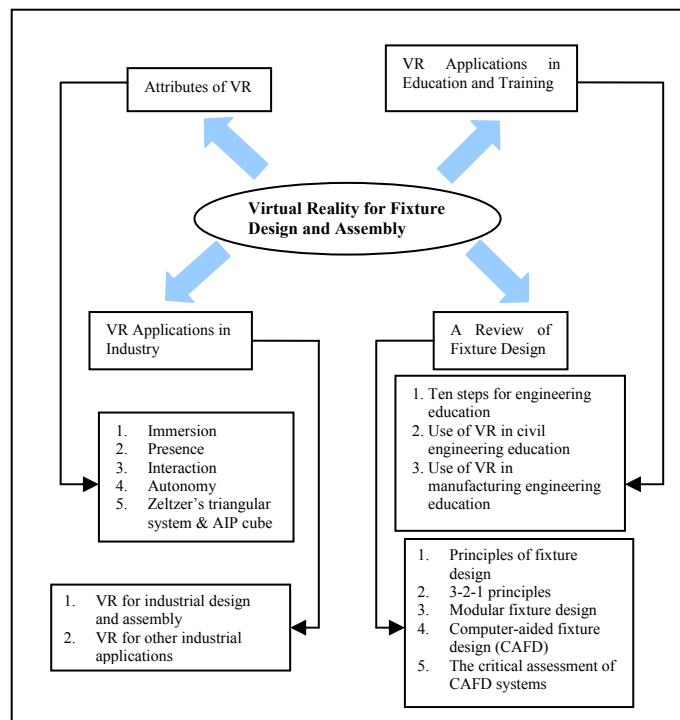 Attributes of VR
VR Applications in
Education and Training
Virtual Reality for Fixture
Design and Assembly
VR Applications in
Industry
A Review of
Fixture Design
1. Ten steps for engineering
education
2. Use of VR in civil
engineering education
3. Use of VR in
manufacturing engineering
education
1. Immersion
2. Presence
3. Interaction
4. Autonomy
5. Zeltzer’s triangular
system & AIP cube
1. Principles of fixture
design
2. 3-2-1 principles
3. Modular fixture design
4. Computer-aided fixture
design (CAFD)
5. The critical assessment of
CAFD systems
1. VR for industrial design
and assembly
2. VR for other industrial
applications